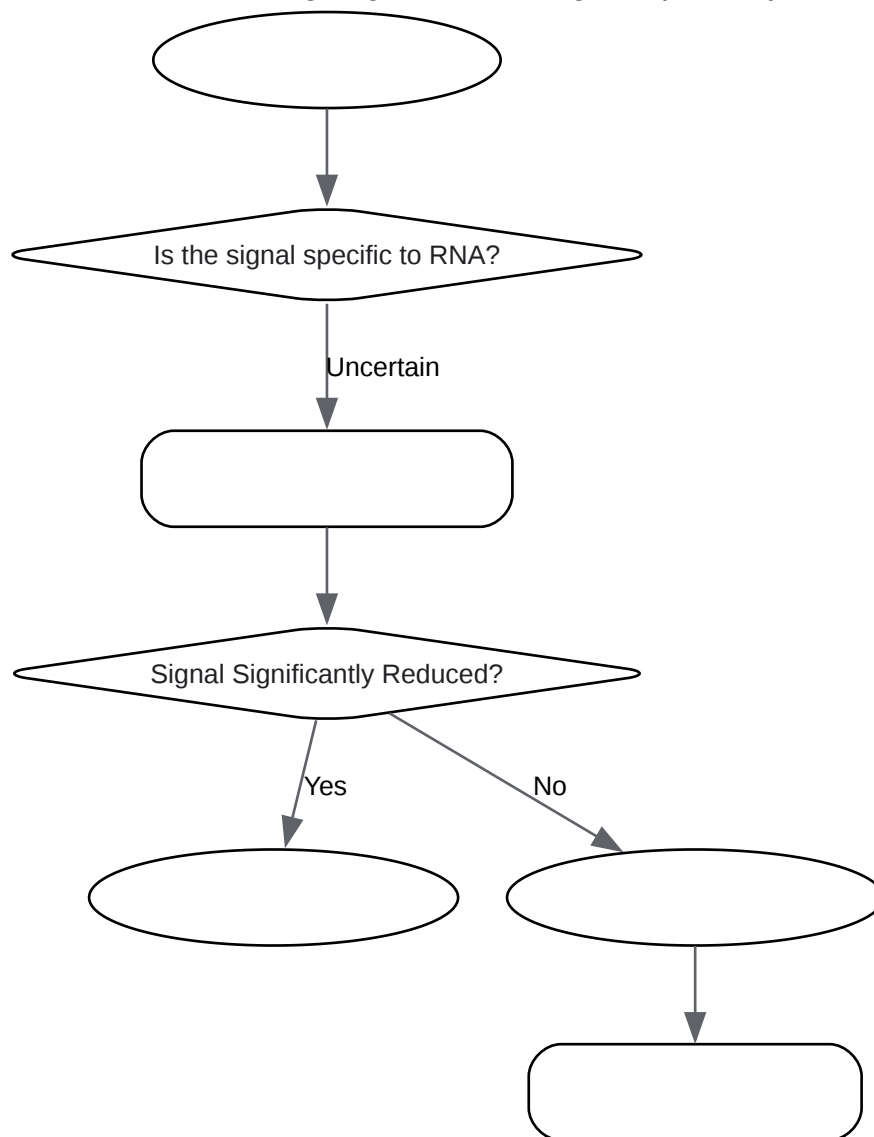 Is the signal specific to RNA?
Uncertain
Signal Significantly Reduced?
Yes
No